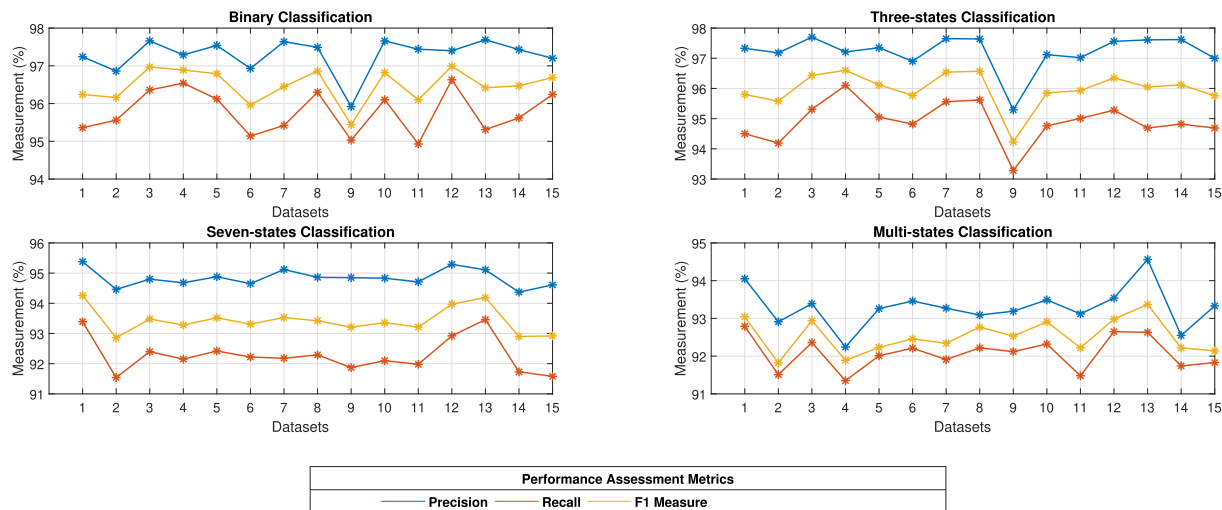 Binary Classification
98
97
96
95
94
Measurement (%)
1 2 3 4 5 6 7 8 9 10 11 12 13 14 15
Datasets
Three-states Classification
98
97
96
95
94
93
Measurement (%)
1 2 3 4 5 6 7 8 9 10 11 12 13 14 15
Datasets
Seven-states Classification
96
95
94
93
92
91
Measurement (%)
1 2 3 4 5 6 7 8 9 10 11 12 13 14 15
Datasets
Multi-states Classification
95
94
93
92
91
Measurement (%)
1 2 3 4 5 6 7 8 9 10 11 12 13 14 15
Datasets
Performance Assessment Metrics
Precision Recall F1 Measure